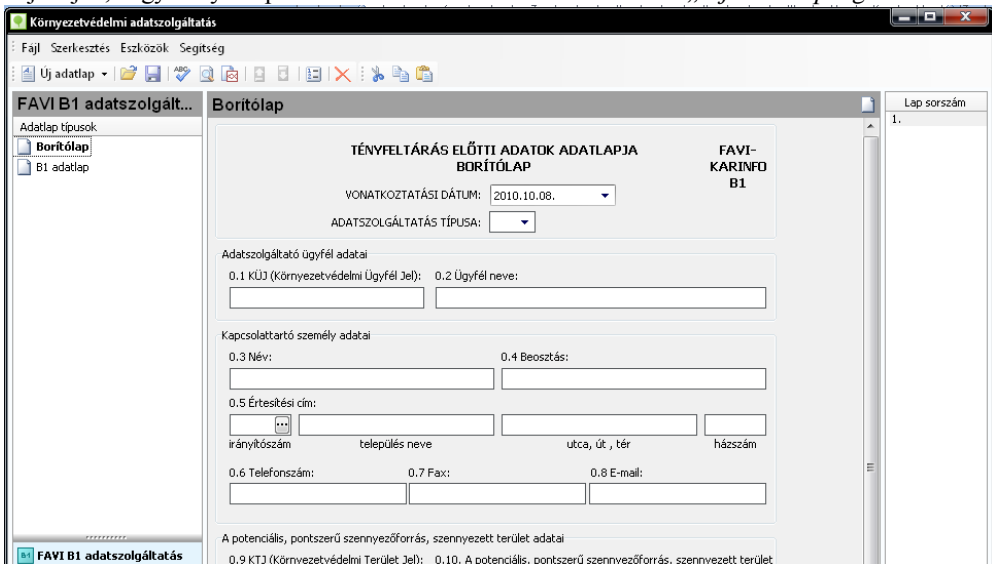 Környezetvédelmi adatszolgáltatás
Fájl Szerkesztés Eszközök Segítség
Új adatlap
FAVI B1 adatszolgált... Borítólap Lap sorszám
Adatlap típusok 1.
Borítólap
B1 adatlap
TÉNYFELTÁRÁS ELŐTTI ADATOK ADATLAPJA FAVI-
BORÍTÓLAP KARINFO
B1
VONATKOZTATÁSI DÁTUM: 2010.10.08.
ADATSZOLGÁLTATÁS TÍPUSA:
Adatszolgáltató ügyfél adatai
0.1 KÜJ (Környezetvédelmi Ügyfél Jel): 0.2 Ügyfél neve:
Kapcsolattartó személy adatai
0.3 Név: 0.4 Beosztás:
0.5 Értesítési cím:
irányítószám település neve utca, út , tér házszám
0.6 Telefonszám: 0.7 Fax: 0.8 E-mail:
A potenciális, pontszerű szennyezőforrás, szennyezett terület adatai
FAVI B1 adatszolgáltatás
0.9 KTJ (Környezetvédelmi Terület Jel): 0.10. A potenciális, pontszerű szennyezőforrás, szennyezett terület